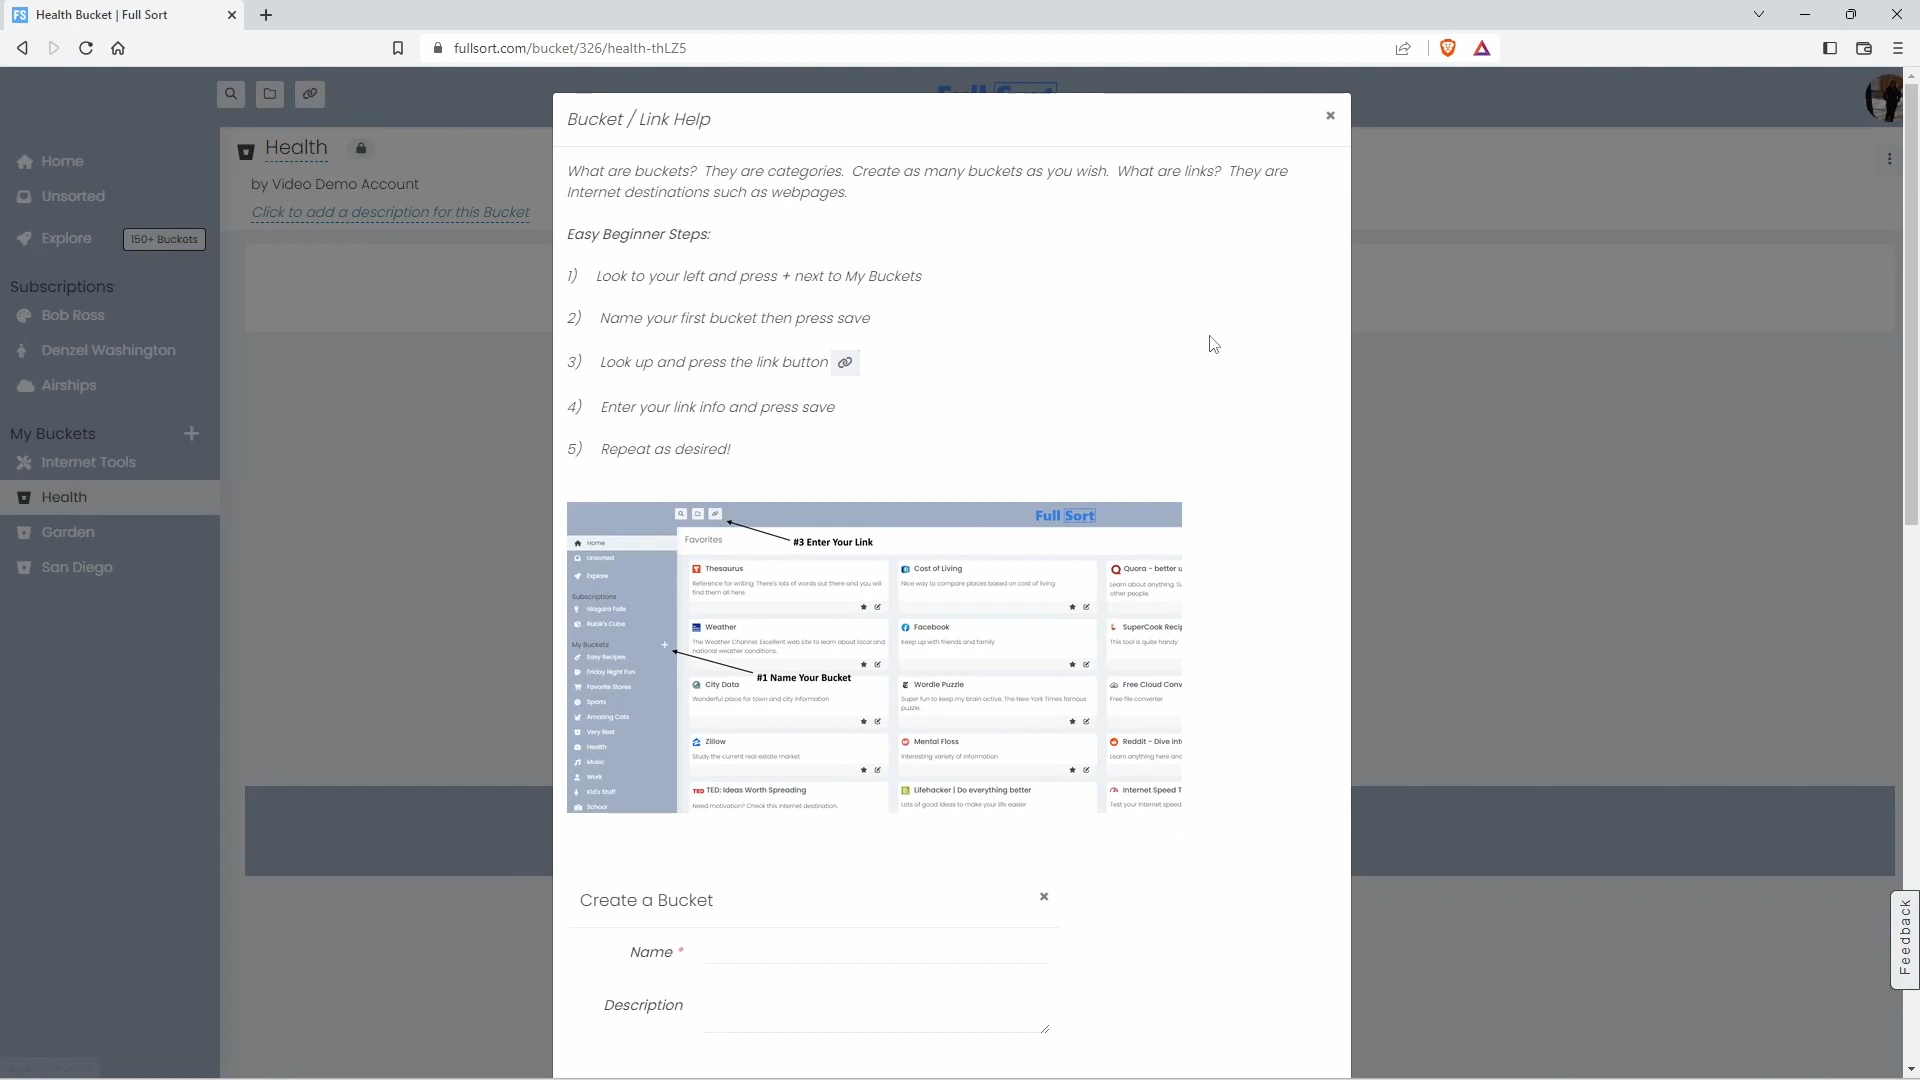 Health Bucket | Full Sort
fullsort.com/bucket/326/health-thLZ5
Full Sort
Home
Unsorted
Explore
150+ Buckets
Subscriptions
Bob Ross
Denzel Washington
Airships
My Buckets
Internet Tools
Health
Garden
San Diego
Health
by Video Demo Account
Click to add a description for this Bucket
Bucket / Link Help
What are buckets? They are categories. Create as many buckets as you wish. What are links? They are
Internet destinations such as webpages.
Easy Beginner Steps:
1) Look to your left and press + next to My Buckets
2) Name your first bucket then press save
3) Look up and press the link button
4) Enter your link info and press save
5) Repeat as desired!
Full Sort
#3 Enter Your Link
Home
Unsorted
Explore
Subscriptions
Niagara Falls
Rubik's Cube
My Buckets
Easy Recipes
Friday Night Fun
Favorite Stores
Sports
Amazing Cats
Very Best
Health
Music
Work
Kid's Stuff
School
Favorites
Thesaurus
Reference for writing. There's lots of words out there and you will
find them all here.
Cost of Living
Nice way to compare places based on cost of living
Quora - better u
Learn about anything. Su
other people.
Weather
The Weather Channel. Excellent web site to learn about local and
national weather conditions.
Facebook
Keep up with friends and family
SuperCook Recip
This tool is quite handy
#1 Name Your Bucket
City Data
Wonderful place for town and city information
Wordle Puzzle
Super fun to keep my brain active. The New York Times famous
puzzle.
Free Cloud Conv
Free file converter
Zillow
Study the current real estate market
Mental Floss
Interesting variety of information
Reddit - Dive int
Learn anything here and
TED TED: Ideas Worth Spreading
Need motivation? Check this Internet destination.
Lifehacker | Do everything better
Lots of good ideas to make your life easier
Internet Speed T
Test your Internet speed
Create a Bucket
Name *
Description
Feedback